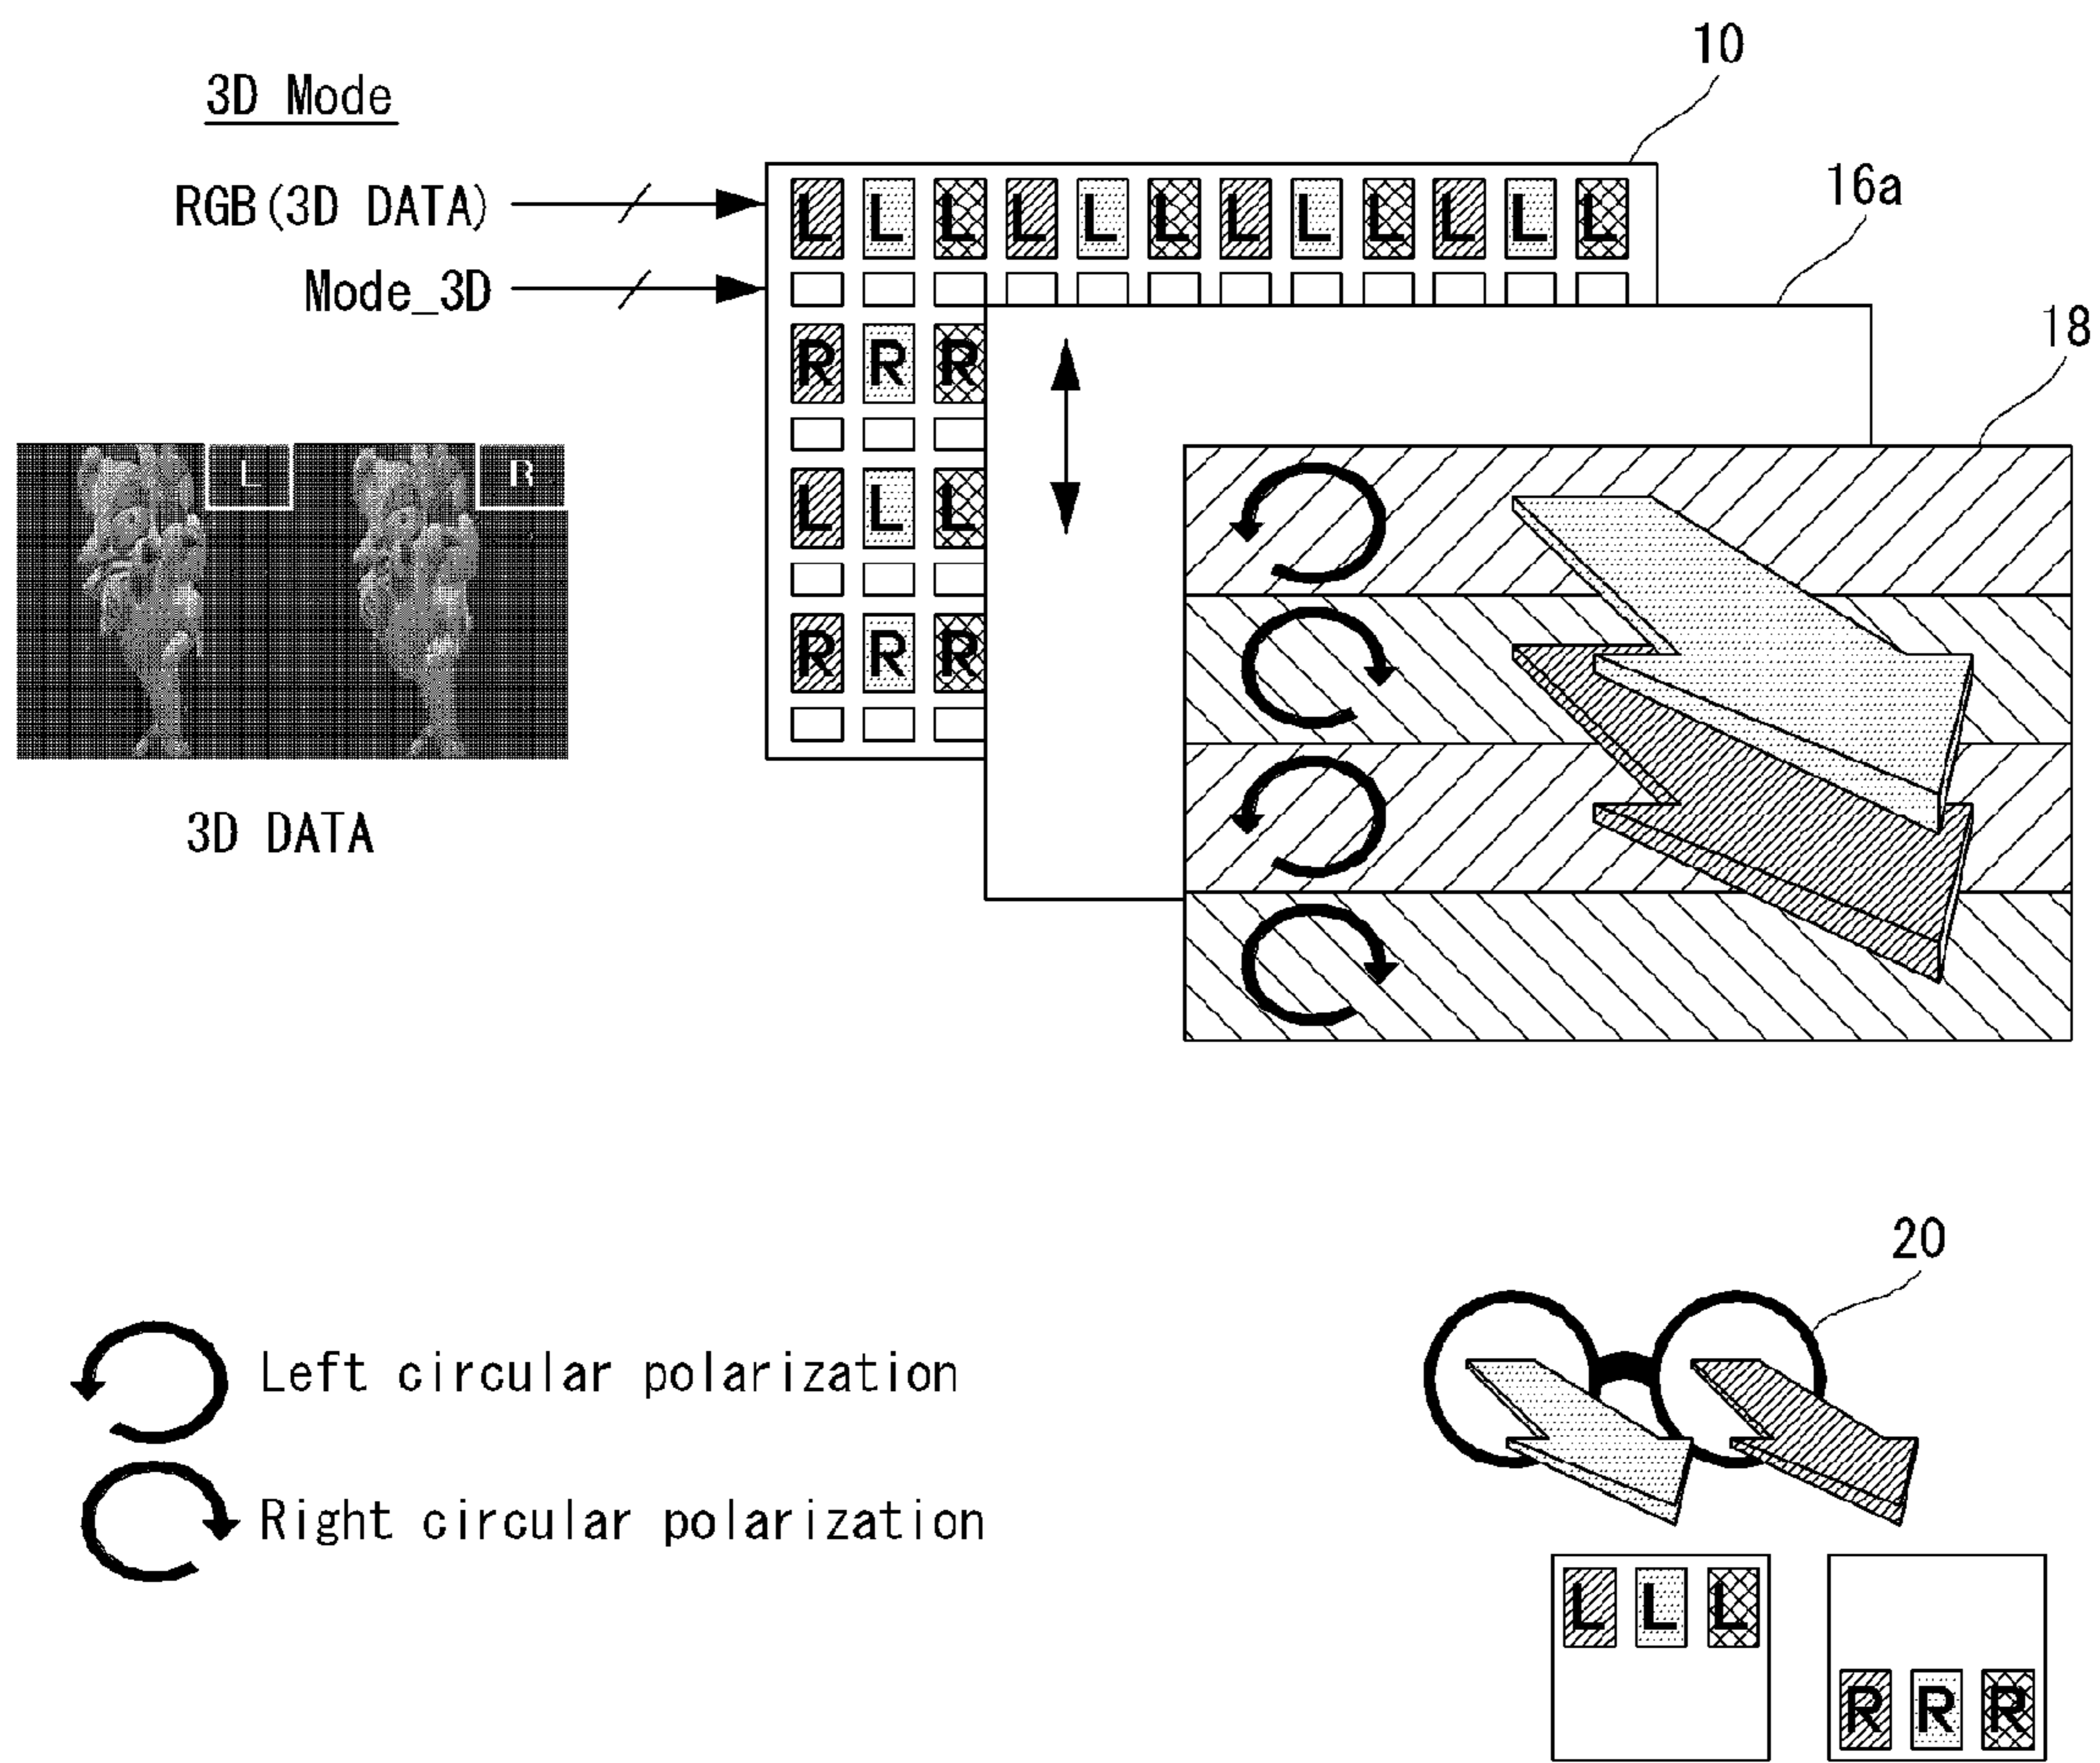 10
3D Mode
16a
RGB(3D DATA)
L L L L L L L L L L L L
Mode_3D
18
R R R
L R
L L L
R R R
3D DATA
20
Left circular polarization
Right circular polarization
L L L
R R R